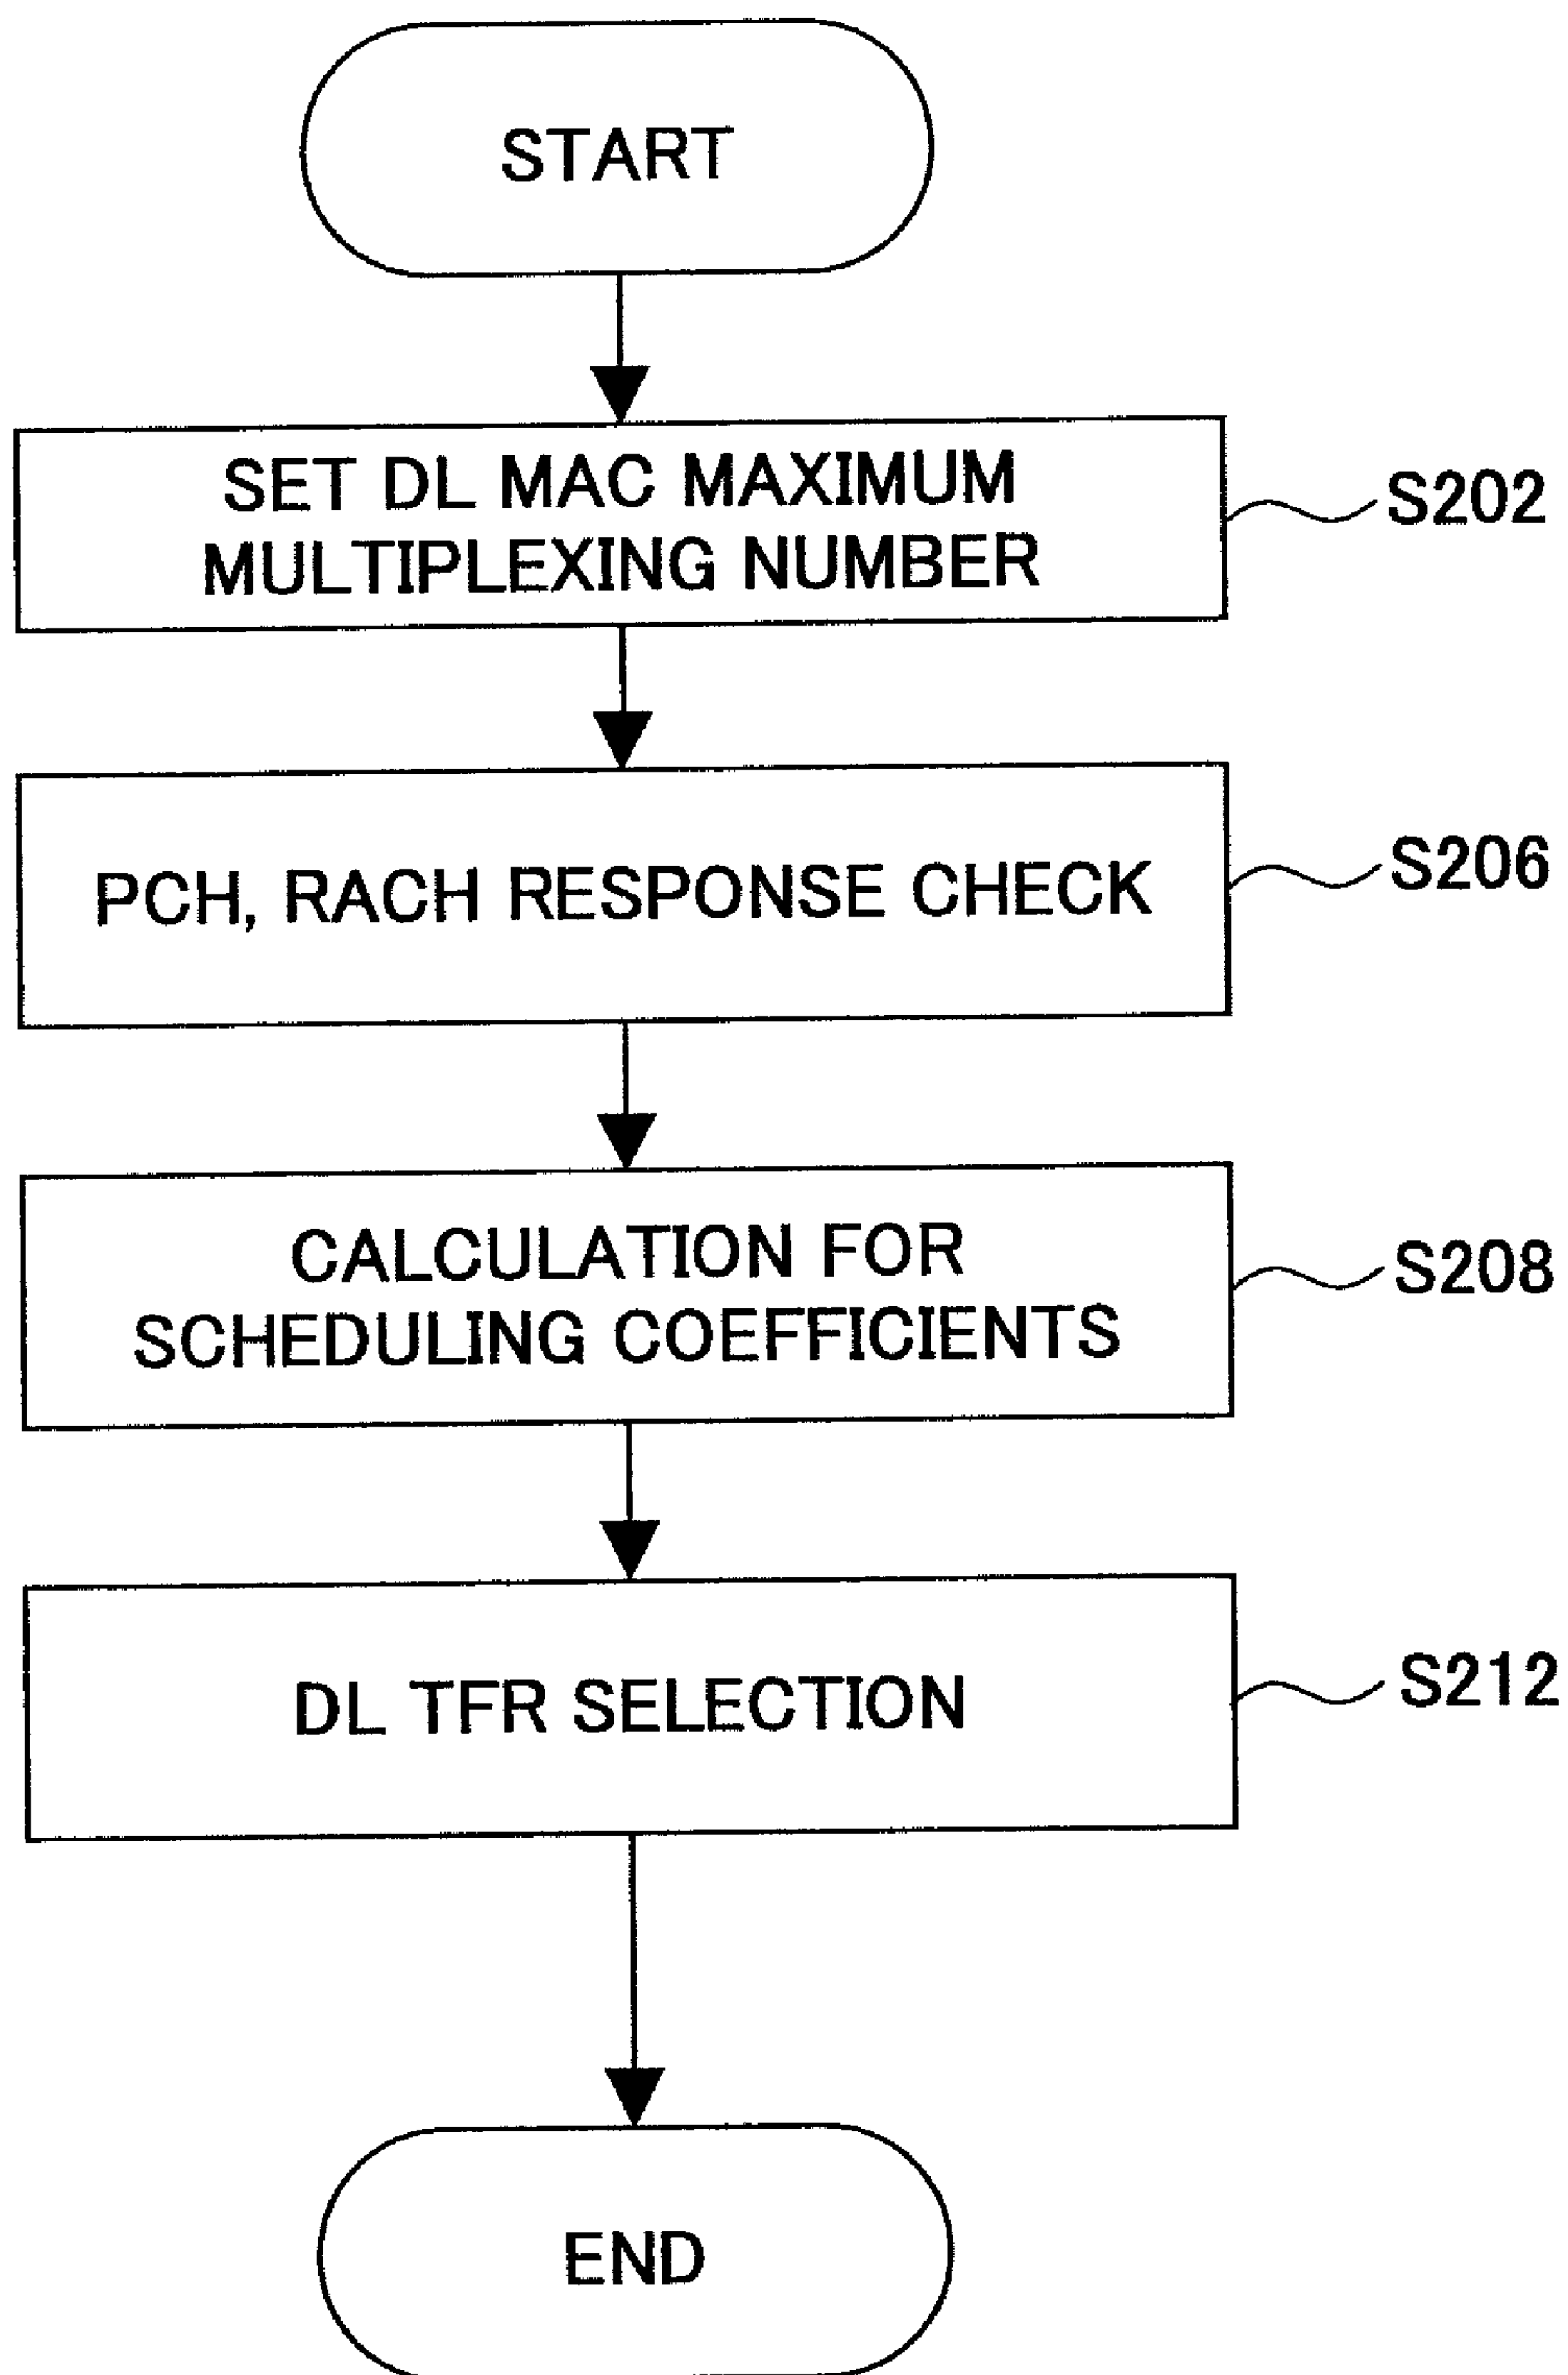 START
SET DL MAC MAXIMUM
MULTIPLEXING NUMBER
S202
PCH, RACH RESPONSE CHECK
S206
CALCULATION FOR
SCHEDULING COEFFICIENTS
S208
DL TFR SELECTION
S212
END